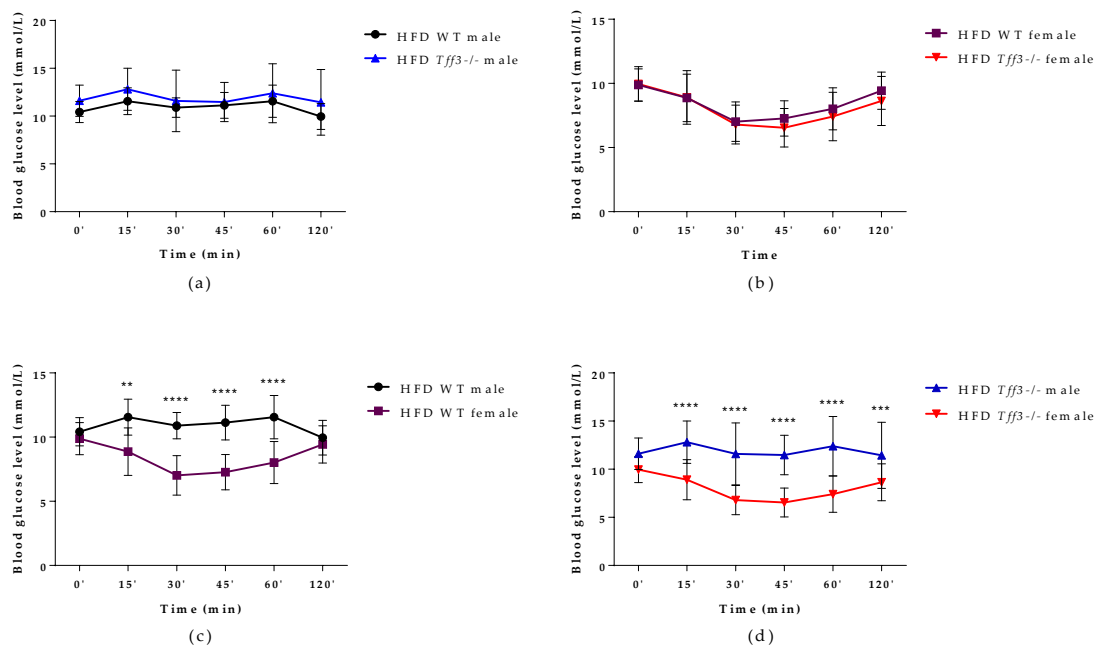 20
15
10
5
0
Blood glucose level (mmol/L)
0' 15' 30' 45' 60' 120'
Time (min)
HFD WT male
HFD Tff3-/- male
(a)
15
10
5
0
Blood glucose level (mmol/L)
0' 15' 30' 45' 60' 120'
Time
HFD WT female
HFD Tff3-/- female
(b)
15
10
5
0
Blood glucose level (mmol/L)
** **** **** ****
0' 15' 30' 45' 60' 120'
Time (min)
HFD WT male
HFD WT female
(c)
20
15
10
5
0
Blood glucose level (mmol/L)
**** **** **** **** ***
0' 15' 30' 45' 60' 120'
Time (min)
HFD Tff3-/- male
HFD Tff3-/- female
(d)